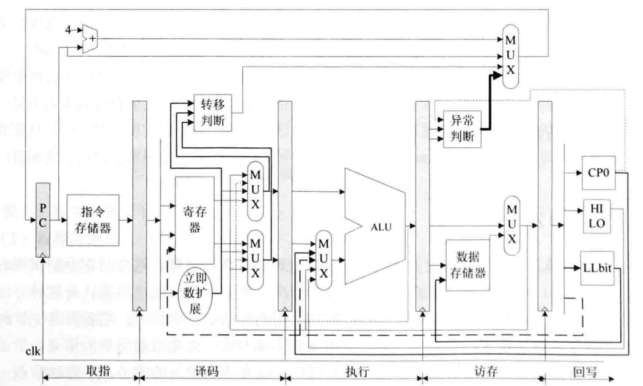 4
+
M
U
X
转移
判断
异常
判断
P
C
指令
存储器
寄存
器
立即
数扩
展
M
U
X
M
U
X
M
U
X
ALU
数据
存储器
M
U
X
CP0
HI
LO
LLbit
clk
取指
译码
执行
访存
回写